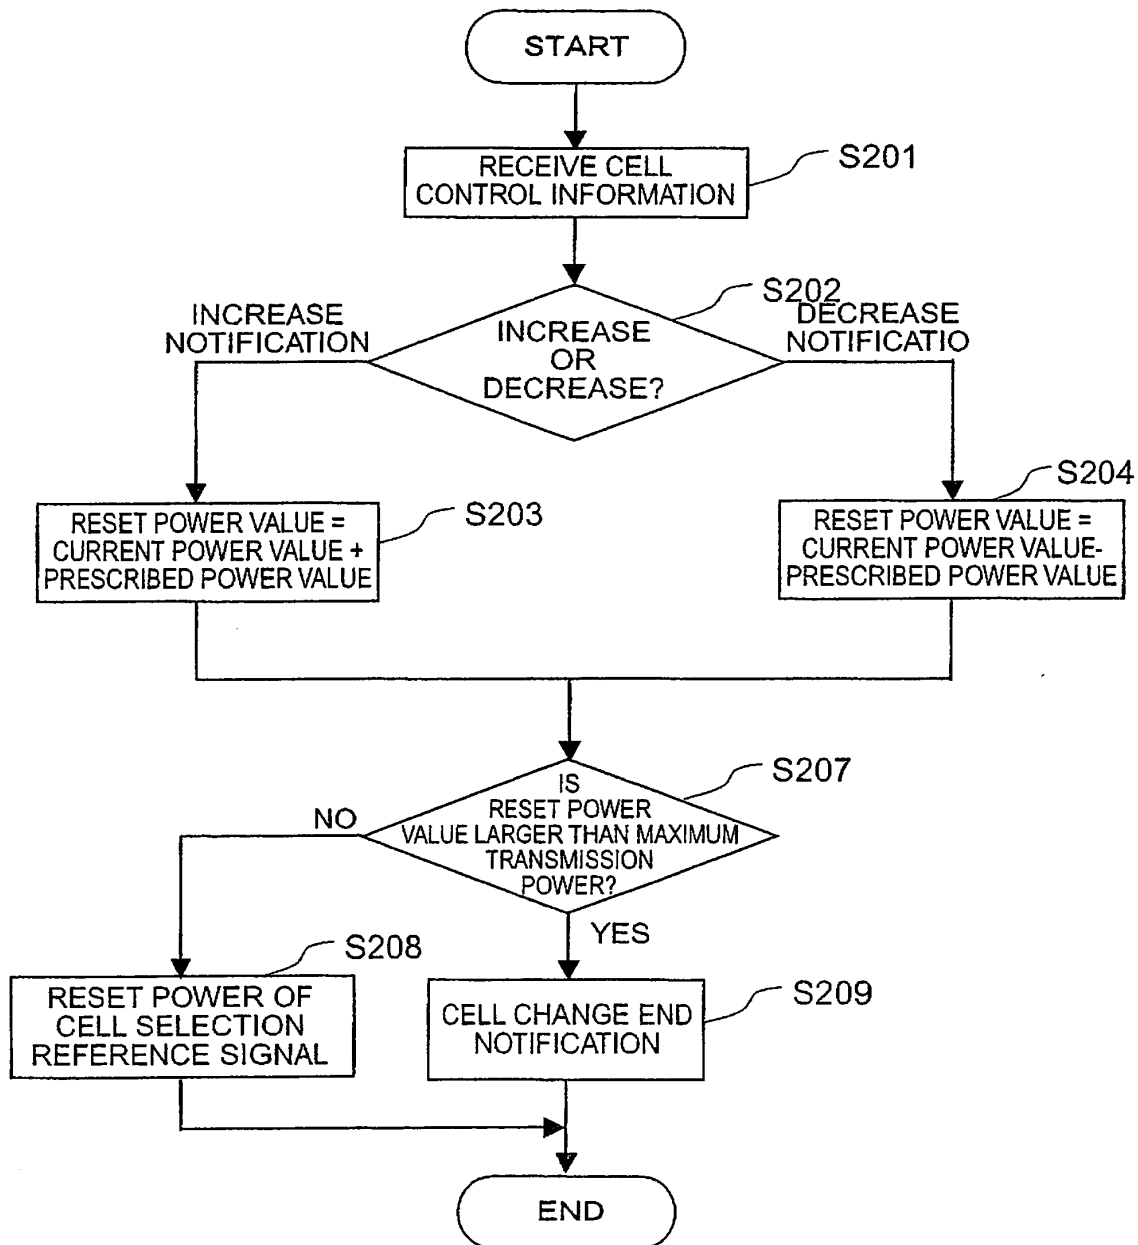 START
RECEIVE CELL
CONTROL INFORMATION
S201
S202
INCREASE
NOTIFICATION
INCREASE
OR
DECREASE?
DECREASE
NOTIFICATIO
RESET POWER VALUE =
CURRENT POWER VALUE +
PRESCRIBED POWER VALUE
S203
RESET POWER VALUE =
CURRENT POWER VALUE-
PRESCRIBED POWER VALUE
S204
S207
IS
RESET POWER
VALUE LARGER THAN MAXIMUM
TRANSMISSION
POWER?
NO
YES
RESET POWER OF
CELL SELECTION
REFERENCE SIGNAL
S208
CELL CHANGE END
NOTIFICATION
S209
END